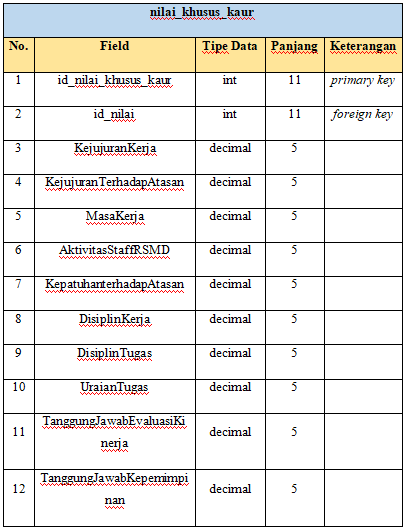 nilai_khusus_kaur
No. Field Tipe Data Panjang Keterangan
1 id_nilai_khusus_kaur int 11 primary key
2 id_nilai int 11 foreign key
3 KejujuranKerja decimal 5
4 KejujuranTerhadapAtasan decimal 5
5 MasaKerja decimal 5
6 AktivitasStaffRSMD decimal 5
7 KepatuhanterhadapAtasan decimal 5
8 DisiplinKerja decimal 5
9 DisiplinTugas decimal 5
10 UraianTugas decimal 5
11 TanggungJawabEvaluasiKi decimal 5
nerja
12 TanggungJawabKepemimpi decimal 5
nan